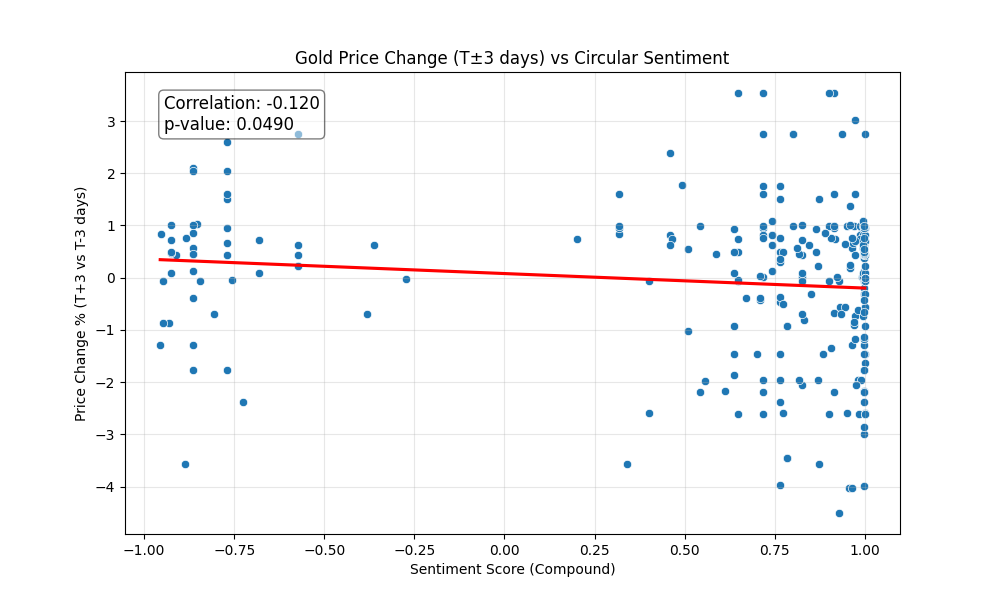 Gold Price Change (T±3 days) vs Circular Sentiment
Correlation: -0.120
p-value: 0.0490
Price Change % (T+3 vs T-3 days)
3
2
1
0
−1
−2
−3
−4
−1.00 −0.75 −0.50 −0.25 0.00 0.25 0.50 0.75 1.00
Sentiment Score (Compound)